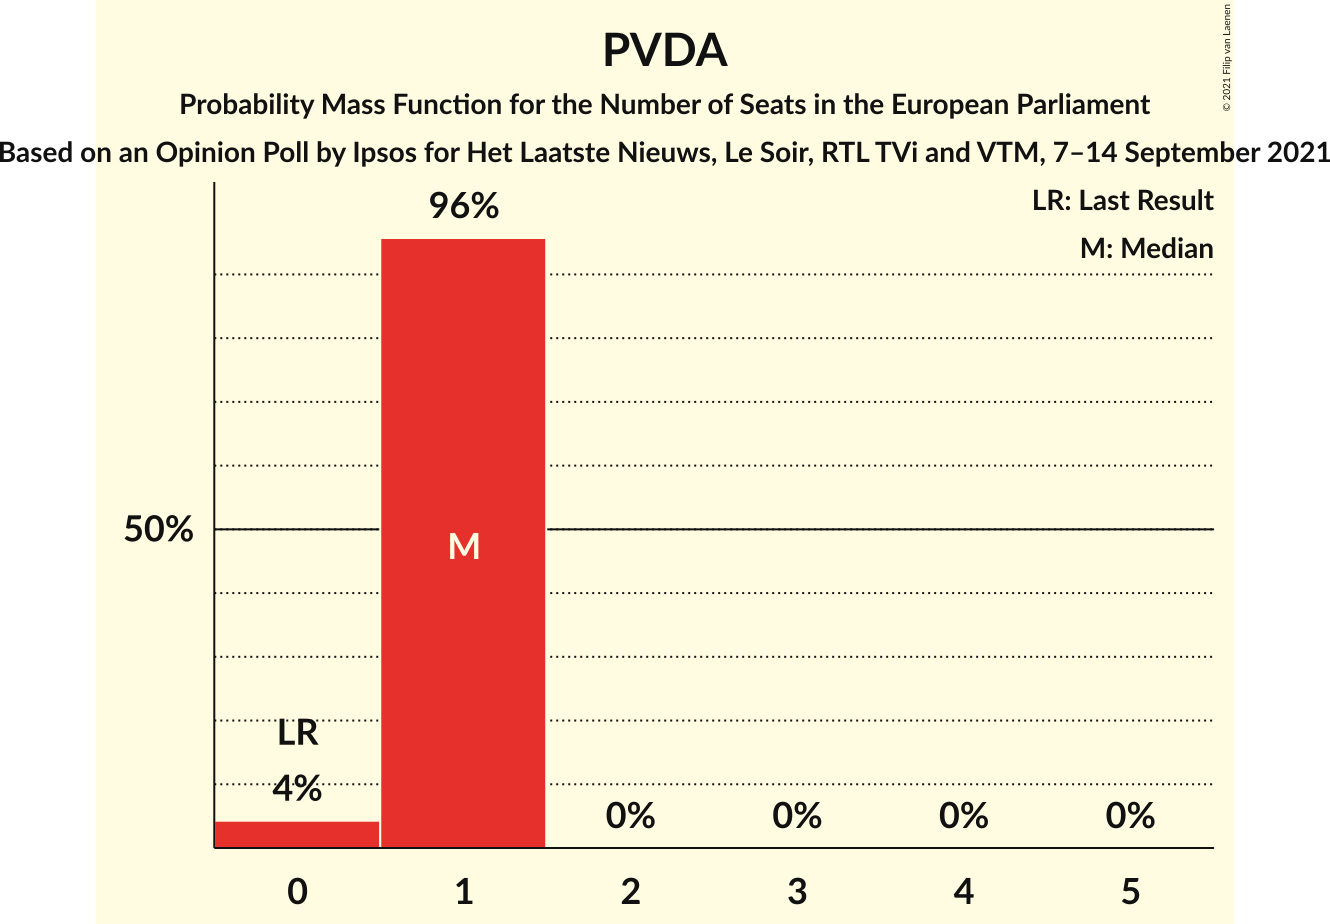 PVDA
Probability Mass Function for the Number of Seats in the European Parliament
Based on an Opinion Poll by Ipsos for Het Laatste Nieuws, Le Soir, RTL TVi and VTM, 7–14 September 2021
© 2021 Filip van Laenen
LR: Last Result
M: Median
96%
50%
M
LR
4%
0% 0% 0% 0%
0 1 2 3 4 5